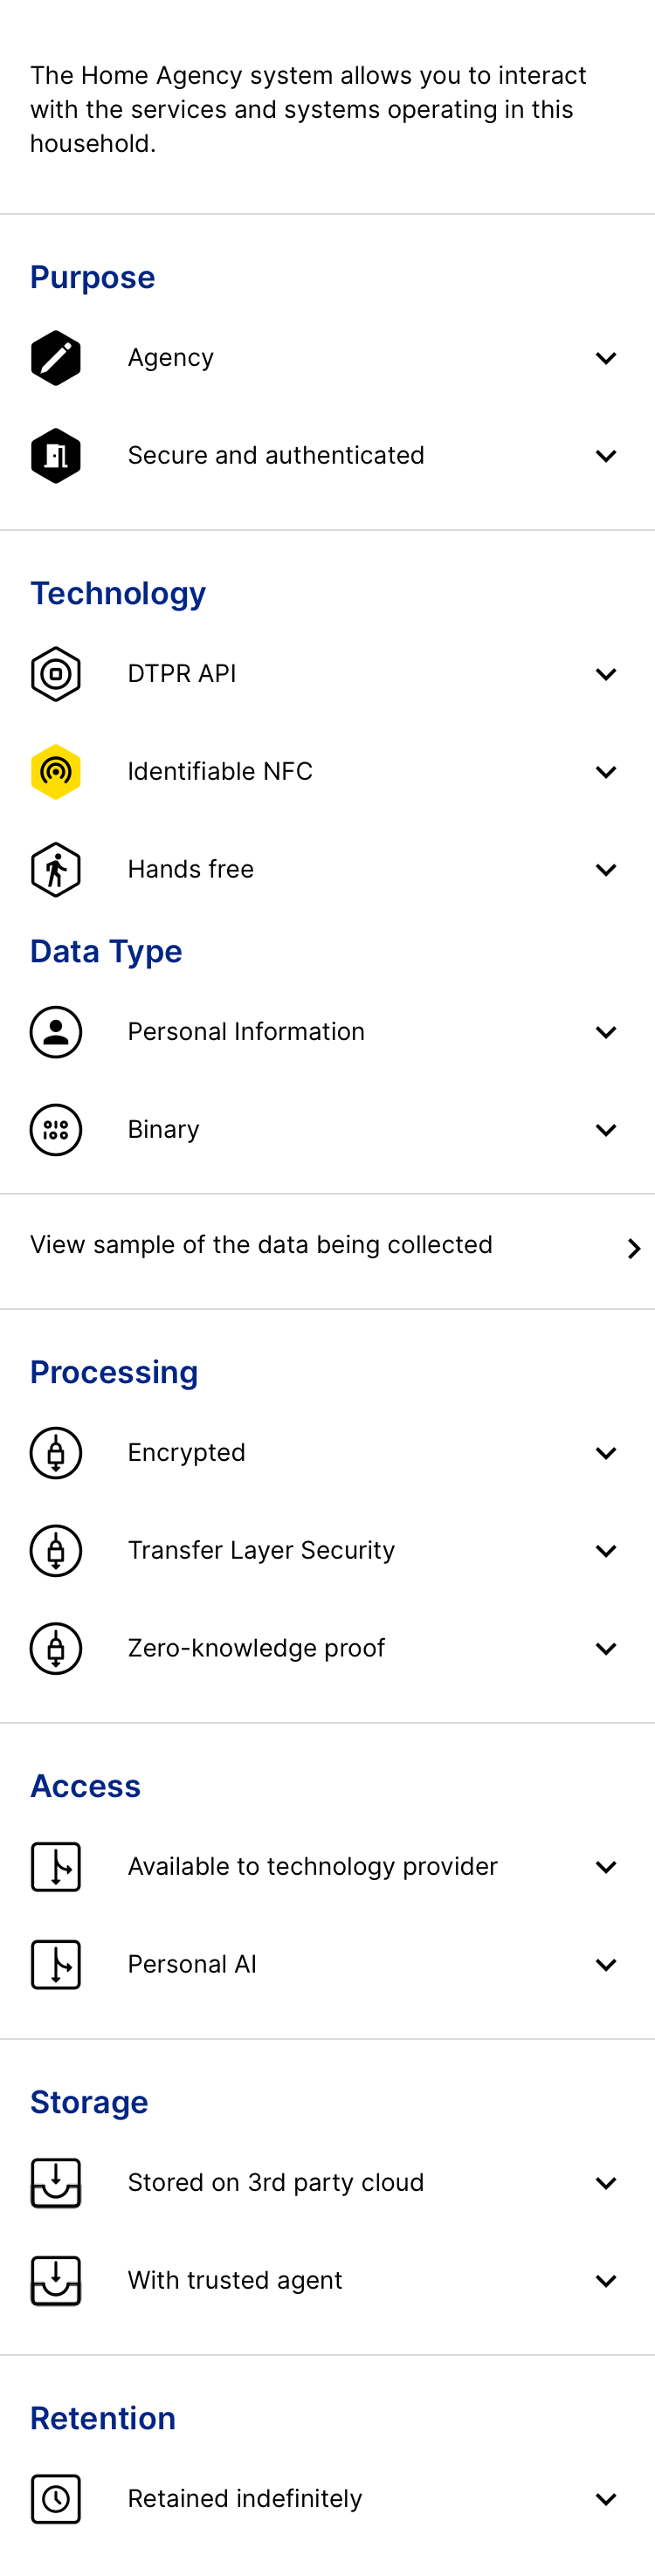 The Home Agency system allows you to interact
with the services and systems operating in this
household.
Purpose
Agency
Secure and authenticated
Technology
DTPR API
Identifiable NFC
Hands free
Data Type
Personal Information
Binary
View sample of the data being collected
Processing
Encrypted
Transfer Layer Security
Zero-knowledge proof
Access
Available to technology provider
Personal AI
Storage
Stored on 3rd party cloud
With trusted agent
Retention
Retained indefinitely